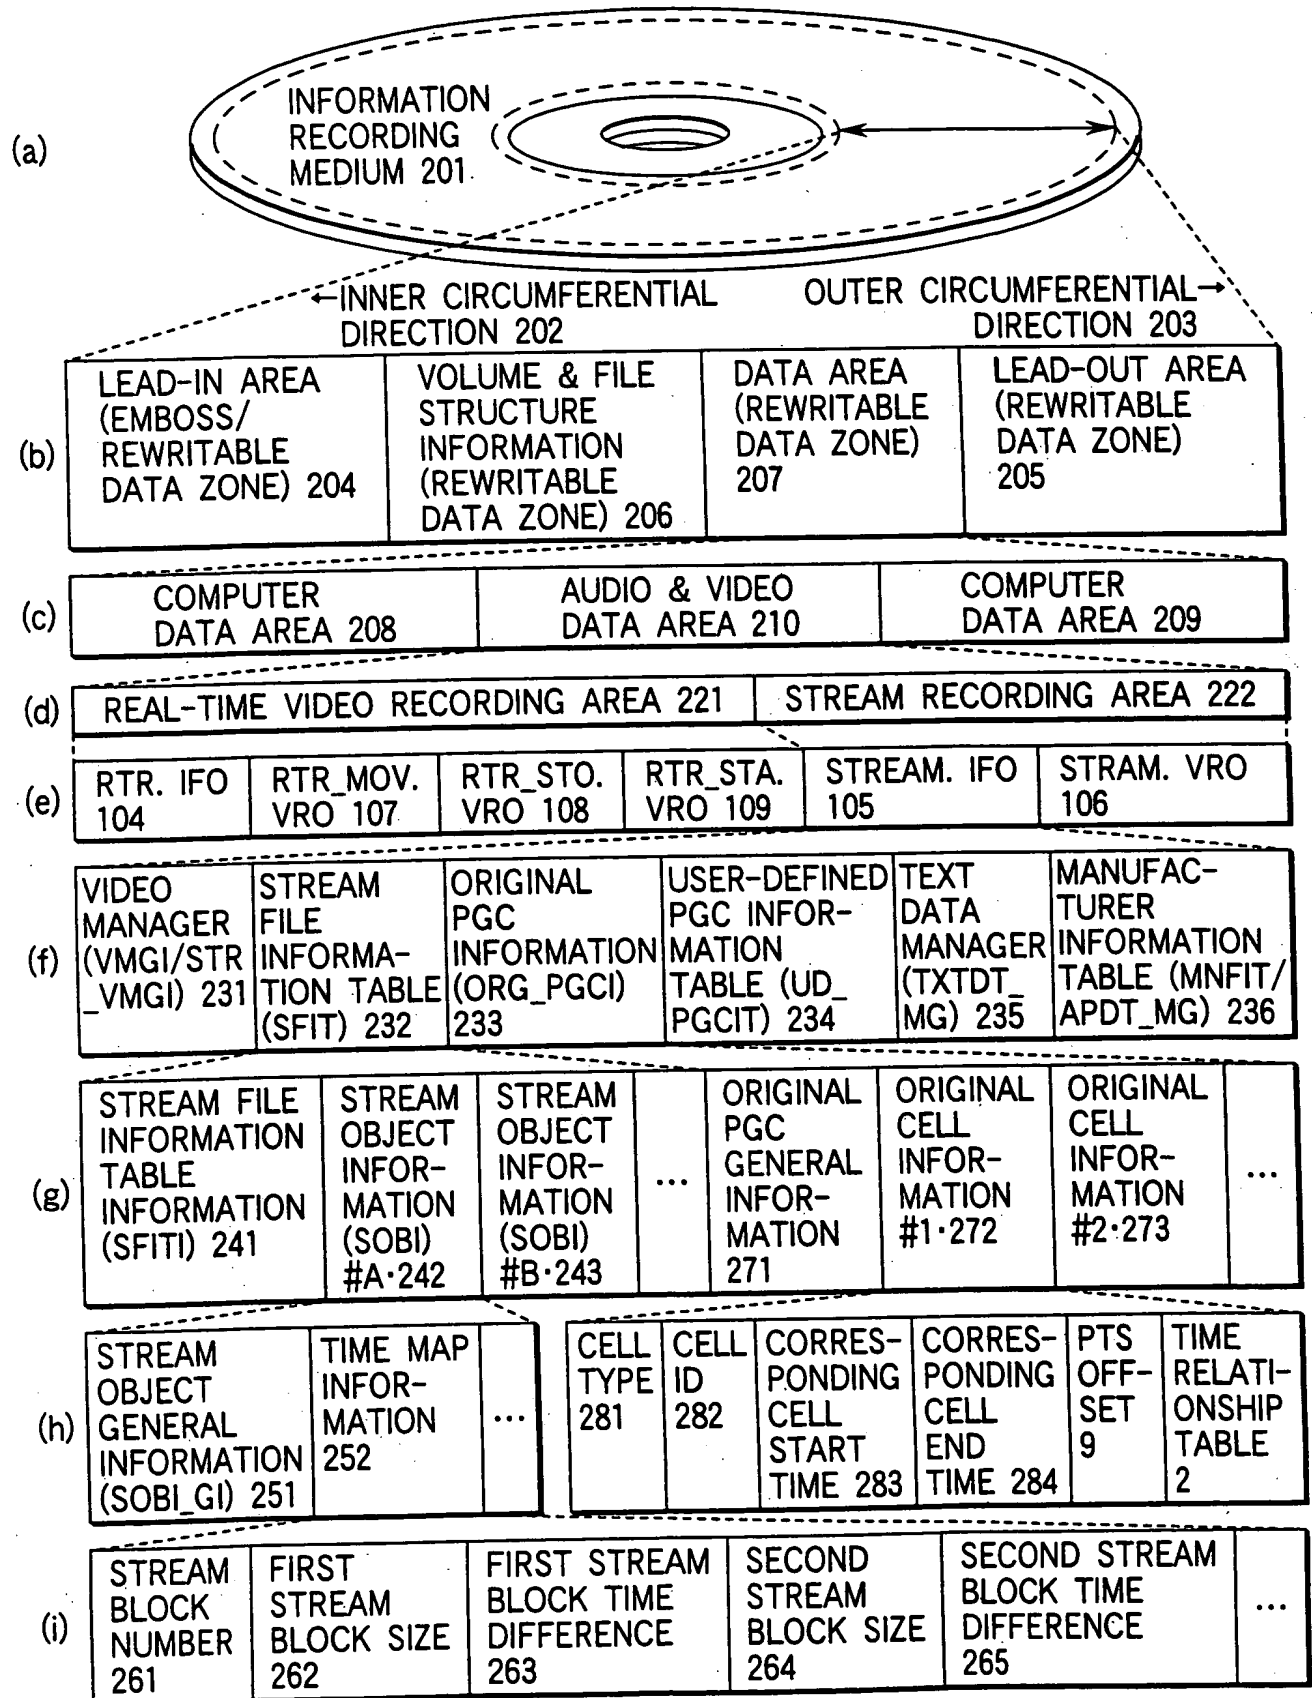 (a)
INFORMATION
RECORDING
MEDIUM 201
←INNER CIRCUMFERENTIAL
DIRECTION 202
OUTER CIRCUMFERENTIAL→
DIRECTION 203
(b)
LEAD-IN AREA
(EMBOSS/
REWRITABLE
DATA ZONE) 204
VOLUME & FILE
STRUCTURE
INFORMATION
(REWRITABLE
DATA ZONE) 206
DATA AREA
(REWRITABLE
DATA ZONE)
207
LEAD-OUT AREA
(REWRITABLE
DATA ZONE)
205
(c)
COMPUTER
DATA AREA 208
AUDIO & VIDEO
DATA AREA 210
COMPUTER
DATA AREA 209
(d)
REAL-TIME VIDEO RECORDING AREA 221
STREAM RECORDING AREA 222
(e)
RTR. IFO
104
RTR_MOV.
VRO 107
RTR_STO.
VRO 108
RTR_STA.
VRO 109
STREAM. IFO
105
STRAM. VRO
106
(f)
VIDEO
MANAGER
(VMGI/STR
_VMGI) 231
STREAM
FILE
INFORMA-
TION TABLE
(SFIT) 232
ORIGINAL
PGC
INFORMATION
(ORG_PGCI)
233
USER-DEFINED
PGC INFOR-
MATION
TABLE (UD_
PGCIT) 234
TEXT
DATA
MANAGER
(TXTDT_
MG) 235
MANUFAC-
TURER
INFORMATION
TABLE (MNFIT/
APDT_MG) 236
(g)
STREAM FILE
INFORMATION
TABLE
INFORMATION
(SFITI) 241
STREAM
OBJECT
INFOR-
MATION
(SOBI)
#A·242
STREAM
OBJECT
INFOR-
MATION
(SOBI)
#B·243
...
ORIGINAL
PGC
GENERAL
INFOR-
MATION
271
ORIGINAL
CELL
INFOR-
MATION
#1·272
ORIGINAL
CELL
INFOR-
MATION
#2·273
...
(h)
STREAM
OBJECT
GENERAL
INFORMATION
(SOBI_GI) 251
TIME MAP
INFOR-
MATION
252
...
CELL
TYPE
281
CELL
ID
282
CORRES-
PONDING
CELL
START
TIME 283
CORRES-
PONDING
CELL
END
TIME 284
PTS
OFF-
SET
9
TIME
RELATI-
ONSHIP
TABLE
2
(i)
STREAM
BLOCK
NUMBER
261
FIRST
STREAM
BLOCK SIZE
262
FIRST STREAM
BLOCK TIME
DIFFERENCE
263
SECOND
STREAM
BLOCK SIZE
264
SECOND STREAM
BLOCK TIME
DIFFERENCE
265
...